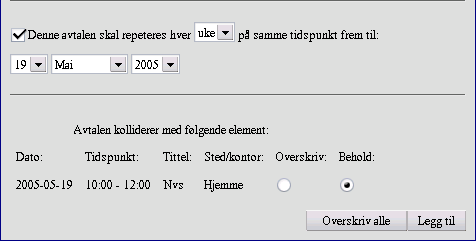 Denne avtalen skal repeteres hver uke på samme tidspunkt frem til:
19 Mai 2005
Avtalen kolliderer med følgende element:
Dato: Tidspunkt: Tittel: Sted/kontor: Overskriv: Behold:
2005-05-19 10:00 - 12:00 Nvs Hjemme
Overskriv alle Legg til